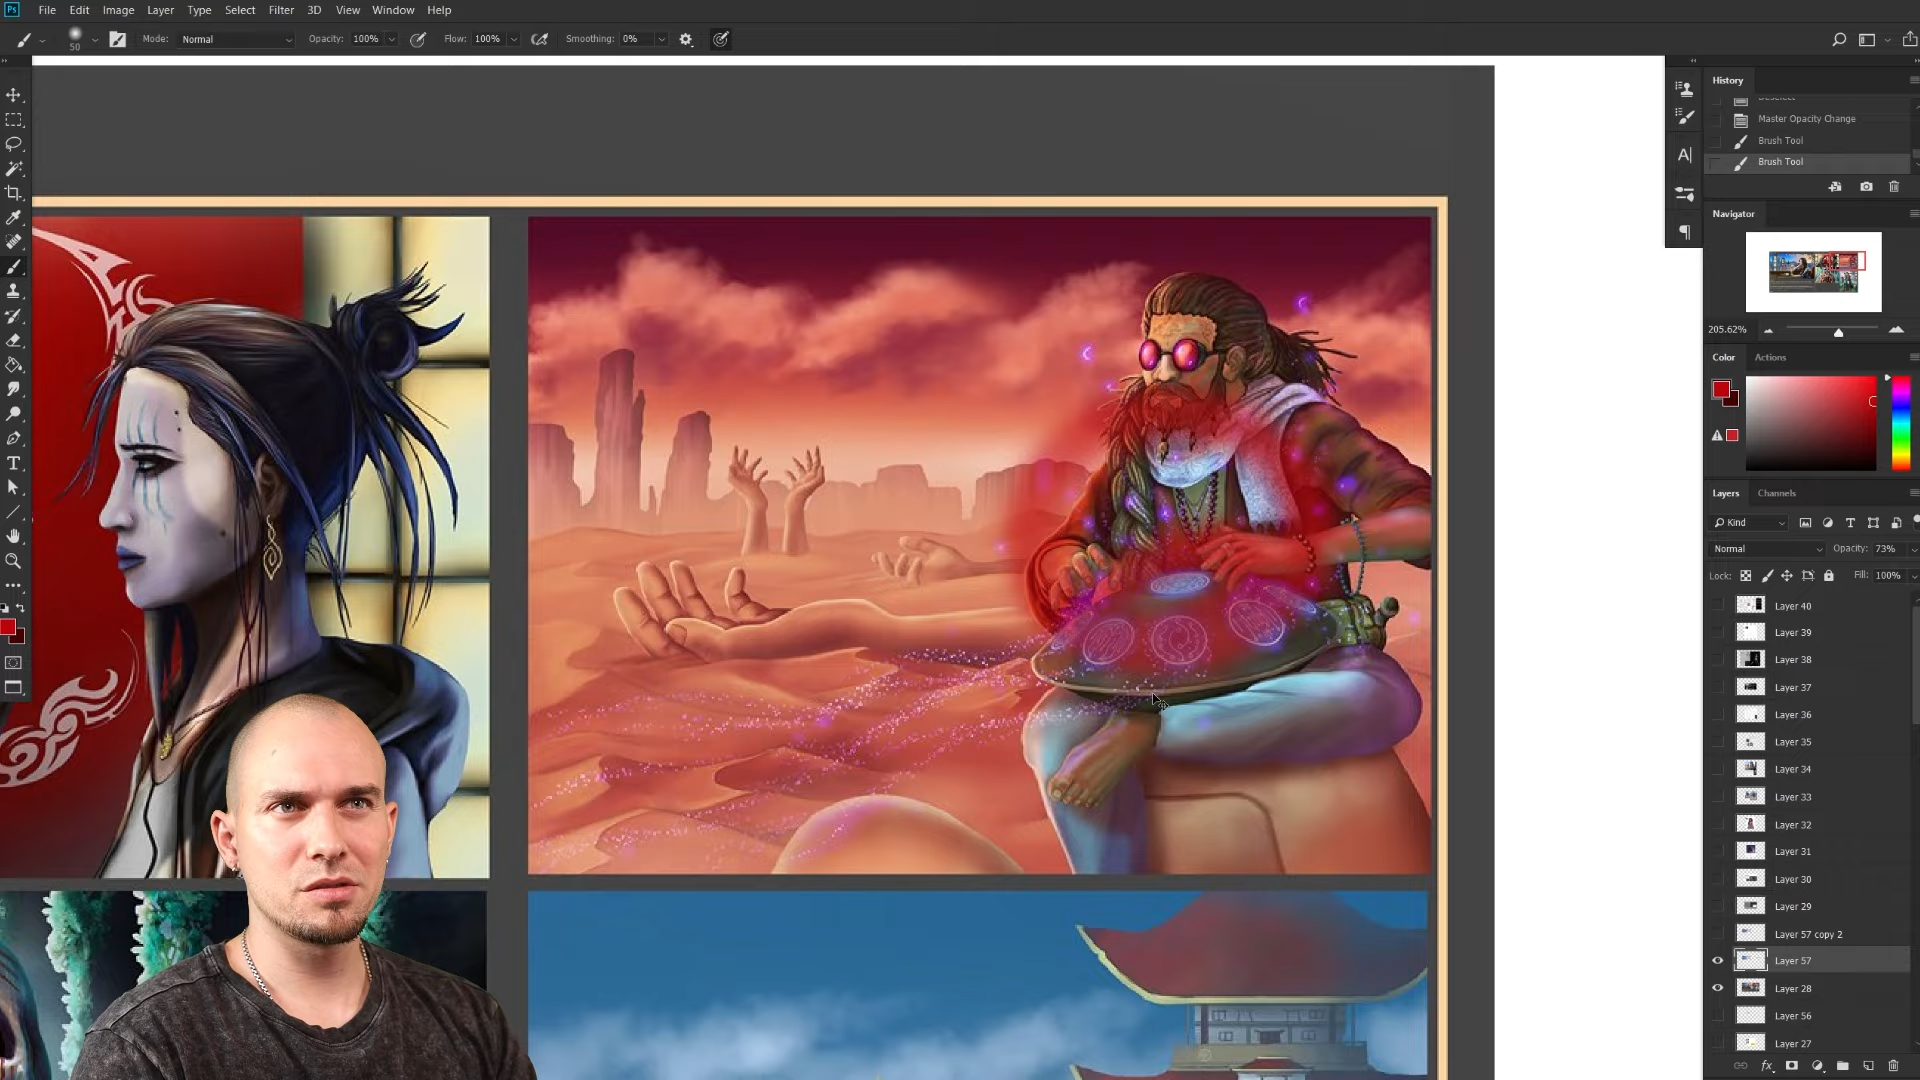 Ps File Edit Image Layer Type Select Filter 3D View Window Help
50 Mode: Normal Opacity: 100% Flow: 100% Smoothing: 0%
History
Deselect
Master Opacity Change
Brush Tool
Brush Tool
Navigator
205.62%
Color Actions
Layers Channels
Kind
Normal Opacity: 73%
Lock: Fill: 100%
Layer 40
Layer 39
Layer 38
Layer 37
Layer 36
Layer 35
Layer 34
Layer 33
Layer 32
Layer 31
Layer 30
Layer 29
Layer 57 copy 2
Layer 57
Layer 28
Layer 56
Layer 27
fx